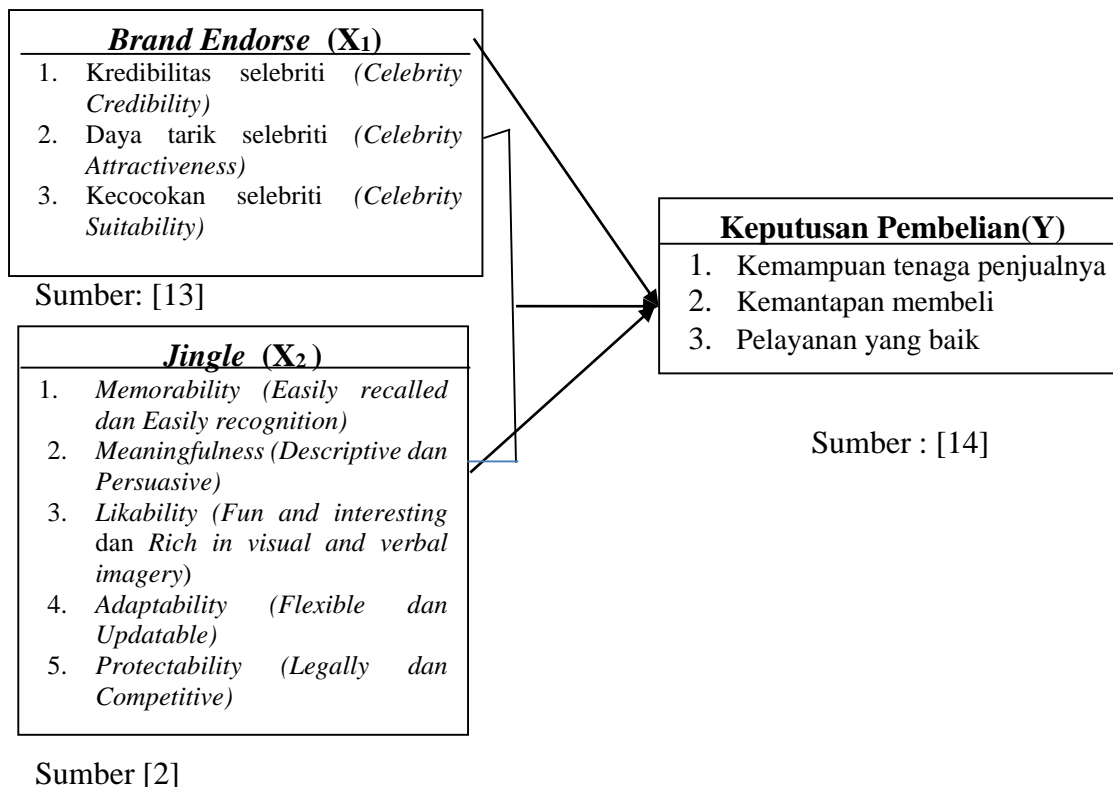 Brand Endorse (X1)
1. Kredibilitas selebriti (Celebrity
Credibility)
2. Daya tarik selebriti (Celebrity
Attractiveness)
3. Kecocokan selebriti (Celebrity
Suitability)
Sumber: [13]
Jingle (X2 )
1. Memorability (Easily recalled
dan Easily recognition)
2. Meaningfulness (Descriptive dan
Persuasive)
3. Likability (Fun and interesting
dan Rich in visual and verbal
imagery)
4. Adaptability (Flexible dan
Updatable)
5. Protectability (Legally dan
Competitive)
Sumber [2]
Keputusan Pembelian(Y)
1. Kemampuan tenaga penjualnya
2. Kemantapan membeli
3. Pelayanan yang baik
Sumber : [14]